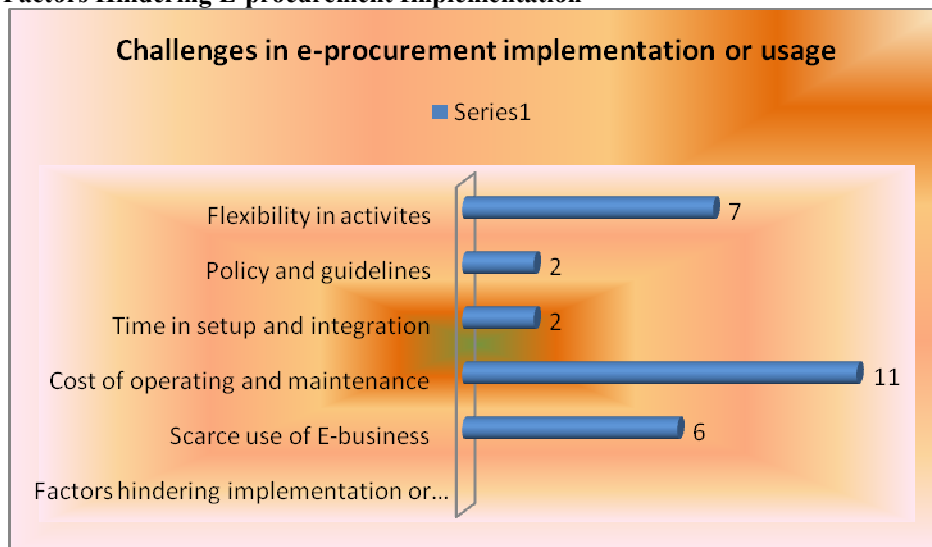 Factors Hindering E-procurement Implementation
Challenges in e-procurement implementation or usage
Series1
Flexibility in activites 7
Policy and guidelines 2
Time in setup and integration 2
Cost of operating and maintenance 11
Scarce use of E-business 6
Factors hindering implementation or...